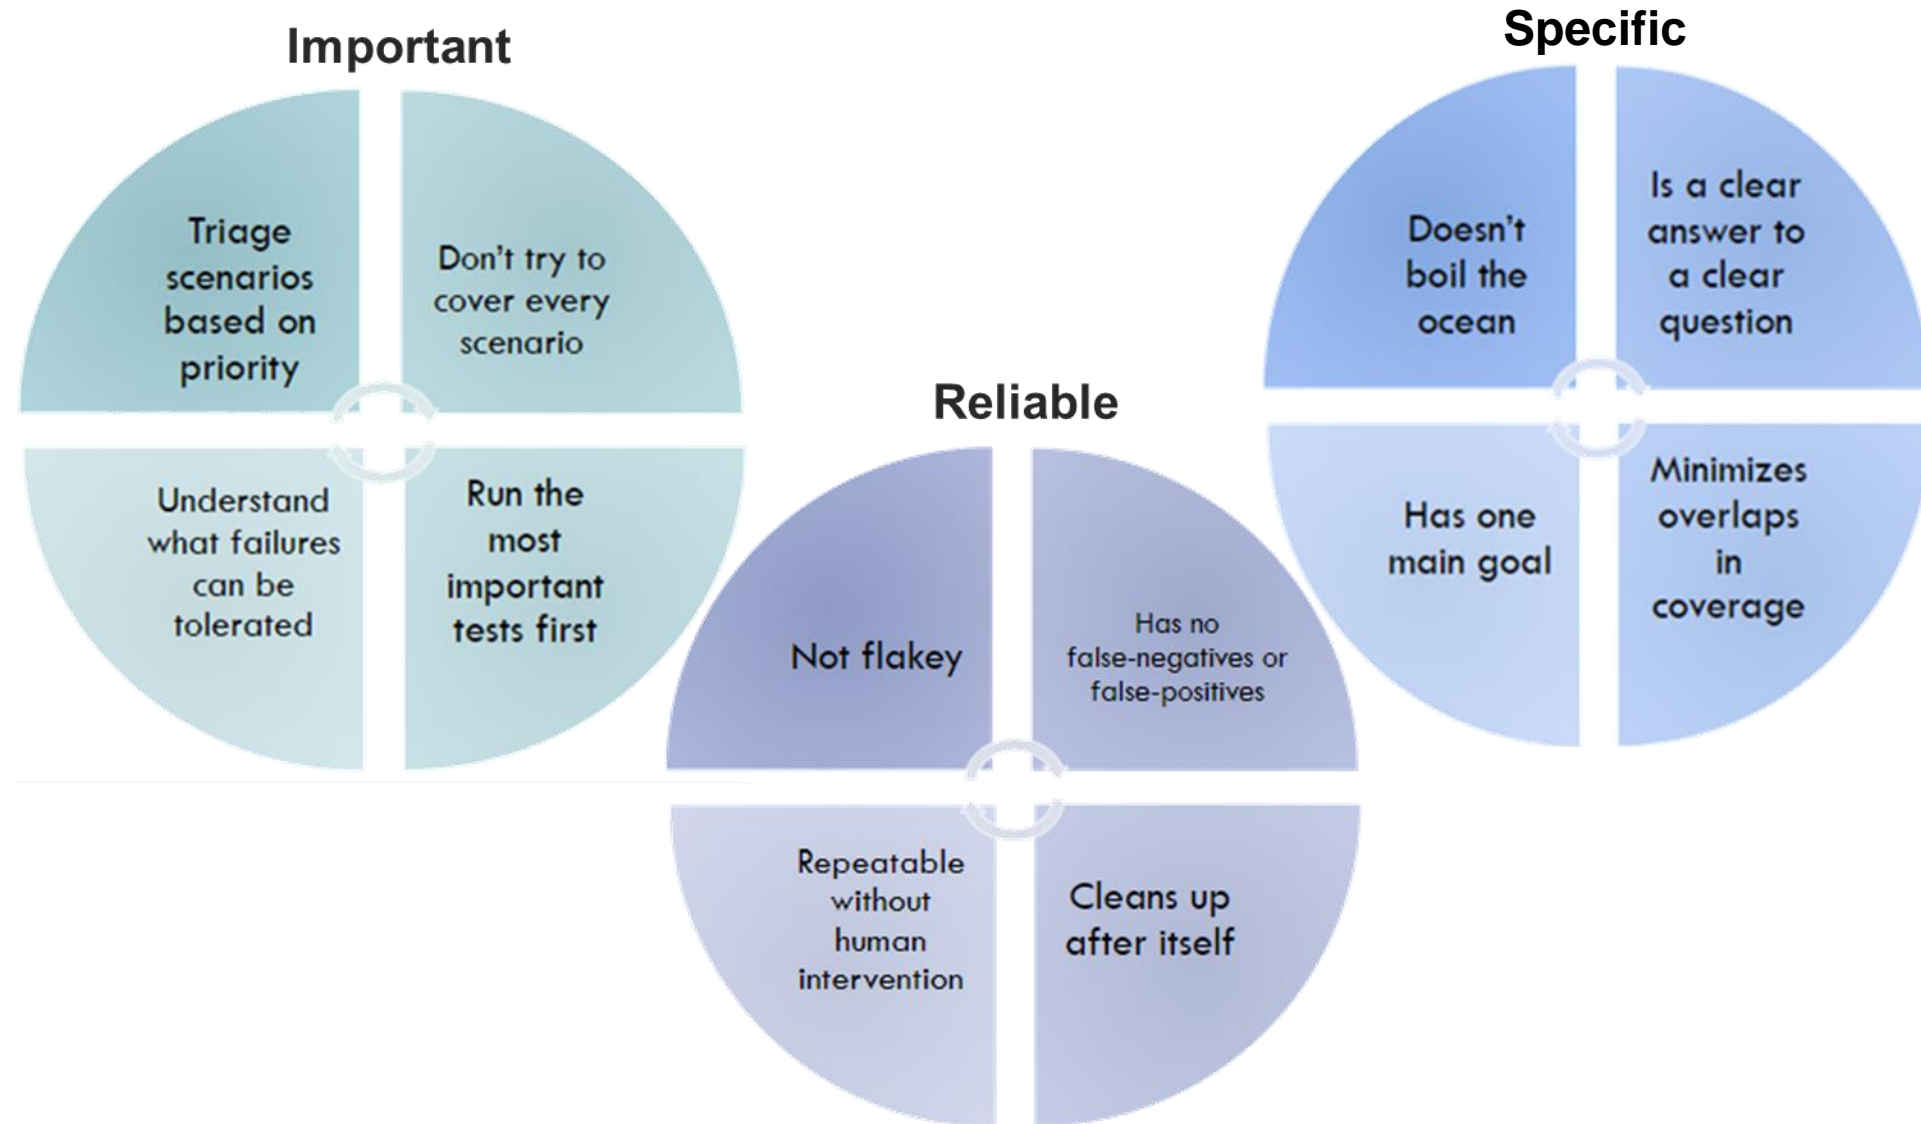 Important
Triage
scenarios
based on
priority
Don't try to
cover every
scenario
Understand
what failures
can be
tolerated
Run the
most
important
tests first
Reliable
Not flakey
Has no
false-negatives or
false-positives
Repeatable
without
human
intervention
Cleans up
after itself
Specific
Doesn't
boil the
ocean
Is a clear
answer to
a clear
question
Has one
main goal
Minimizes
overlaps
in
coverage